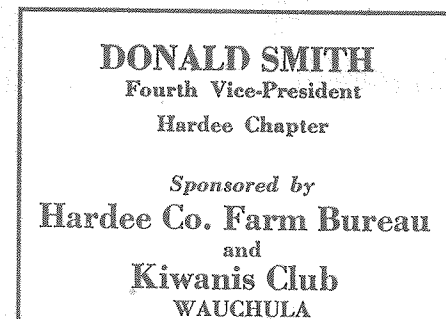 DONALD SMITH
Fourth Vice-President
Hardee Chapter
Sponsored by
Hardee Co. Farm Bureau
and
Kiwanis Club
WAUCHULA